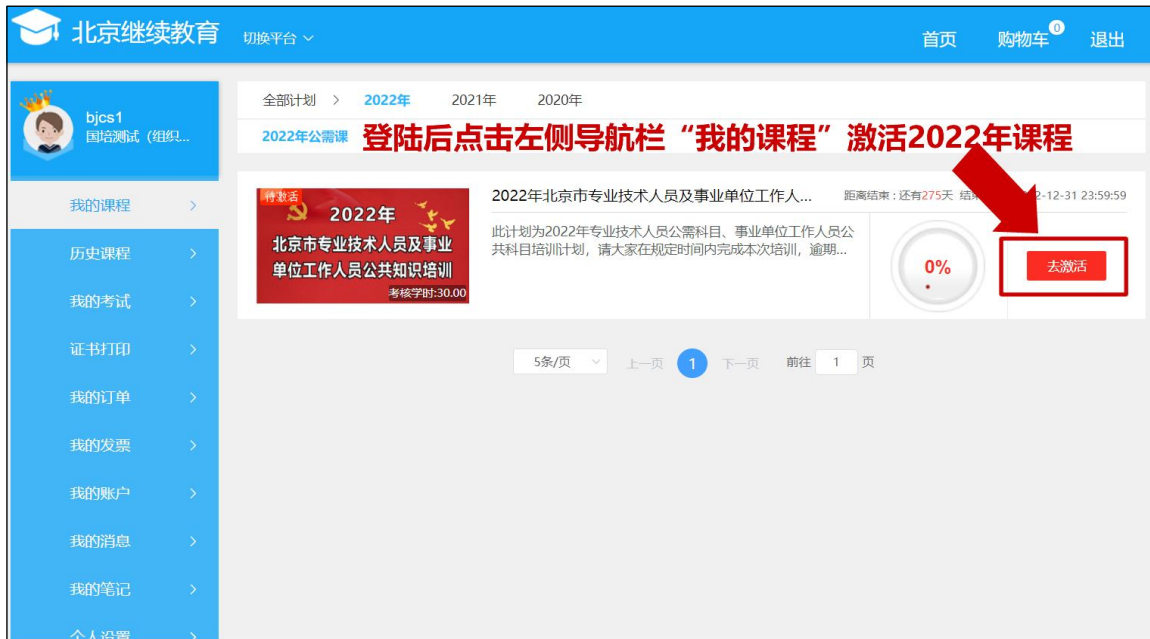 北京继续教育
切换平台
首页
购物车
0
退出
bjcs1
国培测试（组织...
我的课程
历史课程
我的考试
证书打印
我的订单
我的发票
我的账户
我的消息
我的笔记
个人设置
全部计划 > 2022年 2021年 2020年
2022年公需课
登陆后点击左侧导航栏“我的课程”激活2022年课程
待激活
2022年
北京市专业技术人员及事业
单位工作人员公共知识培训
考核学时:30.00
2022年北京市专业技术人员及事业单位工作人...
距离结束：还有275天 结
2-12-31 23:59:59
此计划为2022年专业技术人员公需科目、事业单位工作人员公
共科目培训计划，请大家在规定时间内完成本次培训，逾期...
0%
去激活
5条/页 上一页 1 下一页 前往 1 页